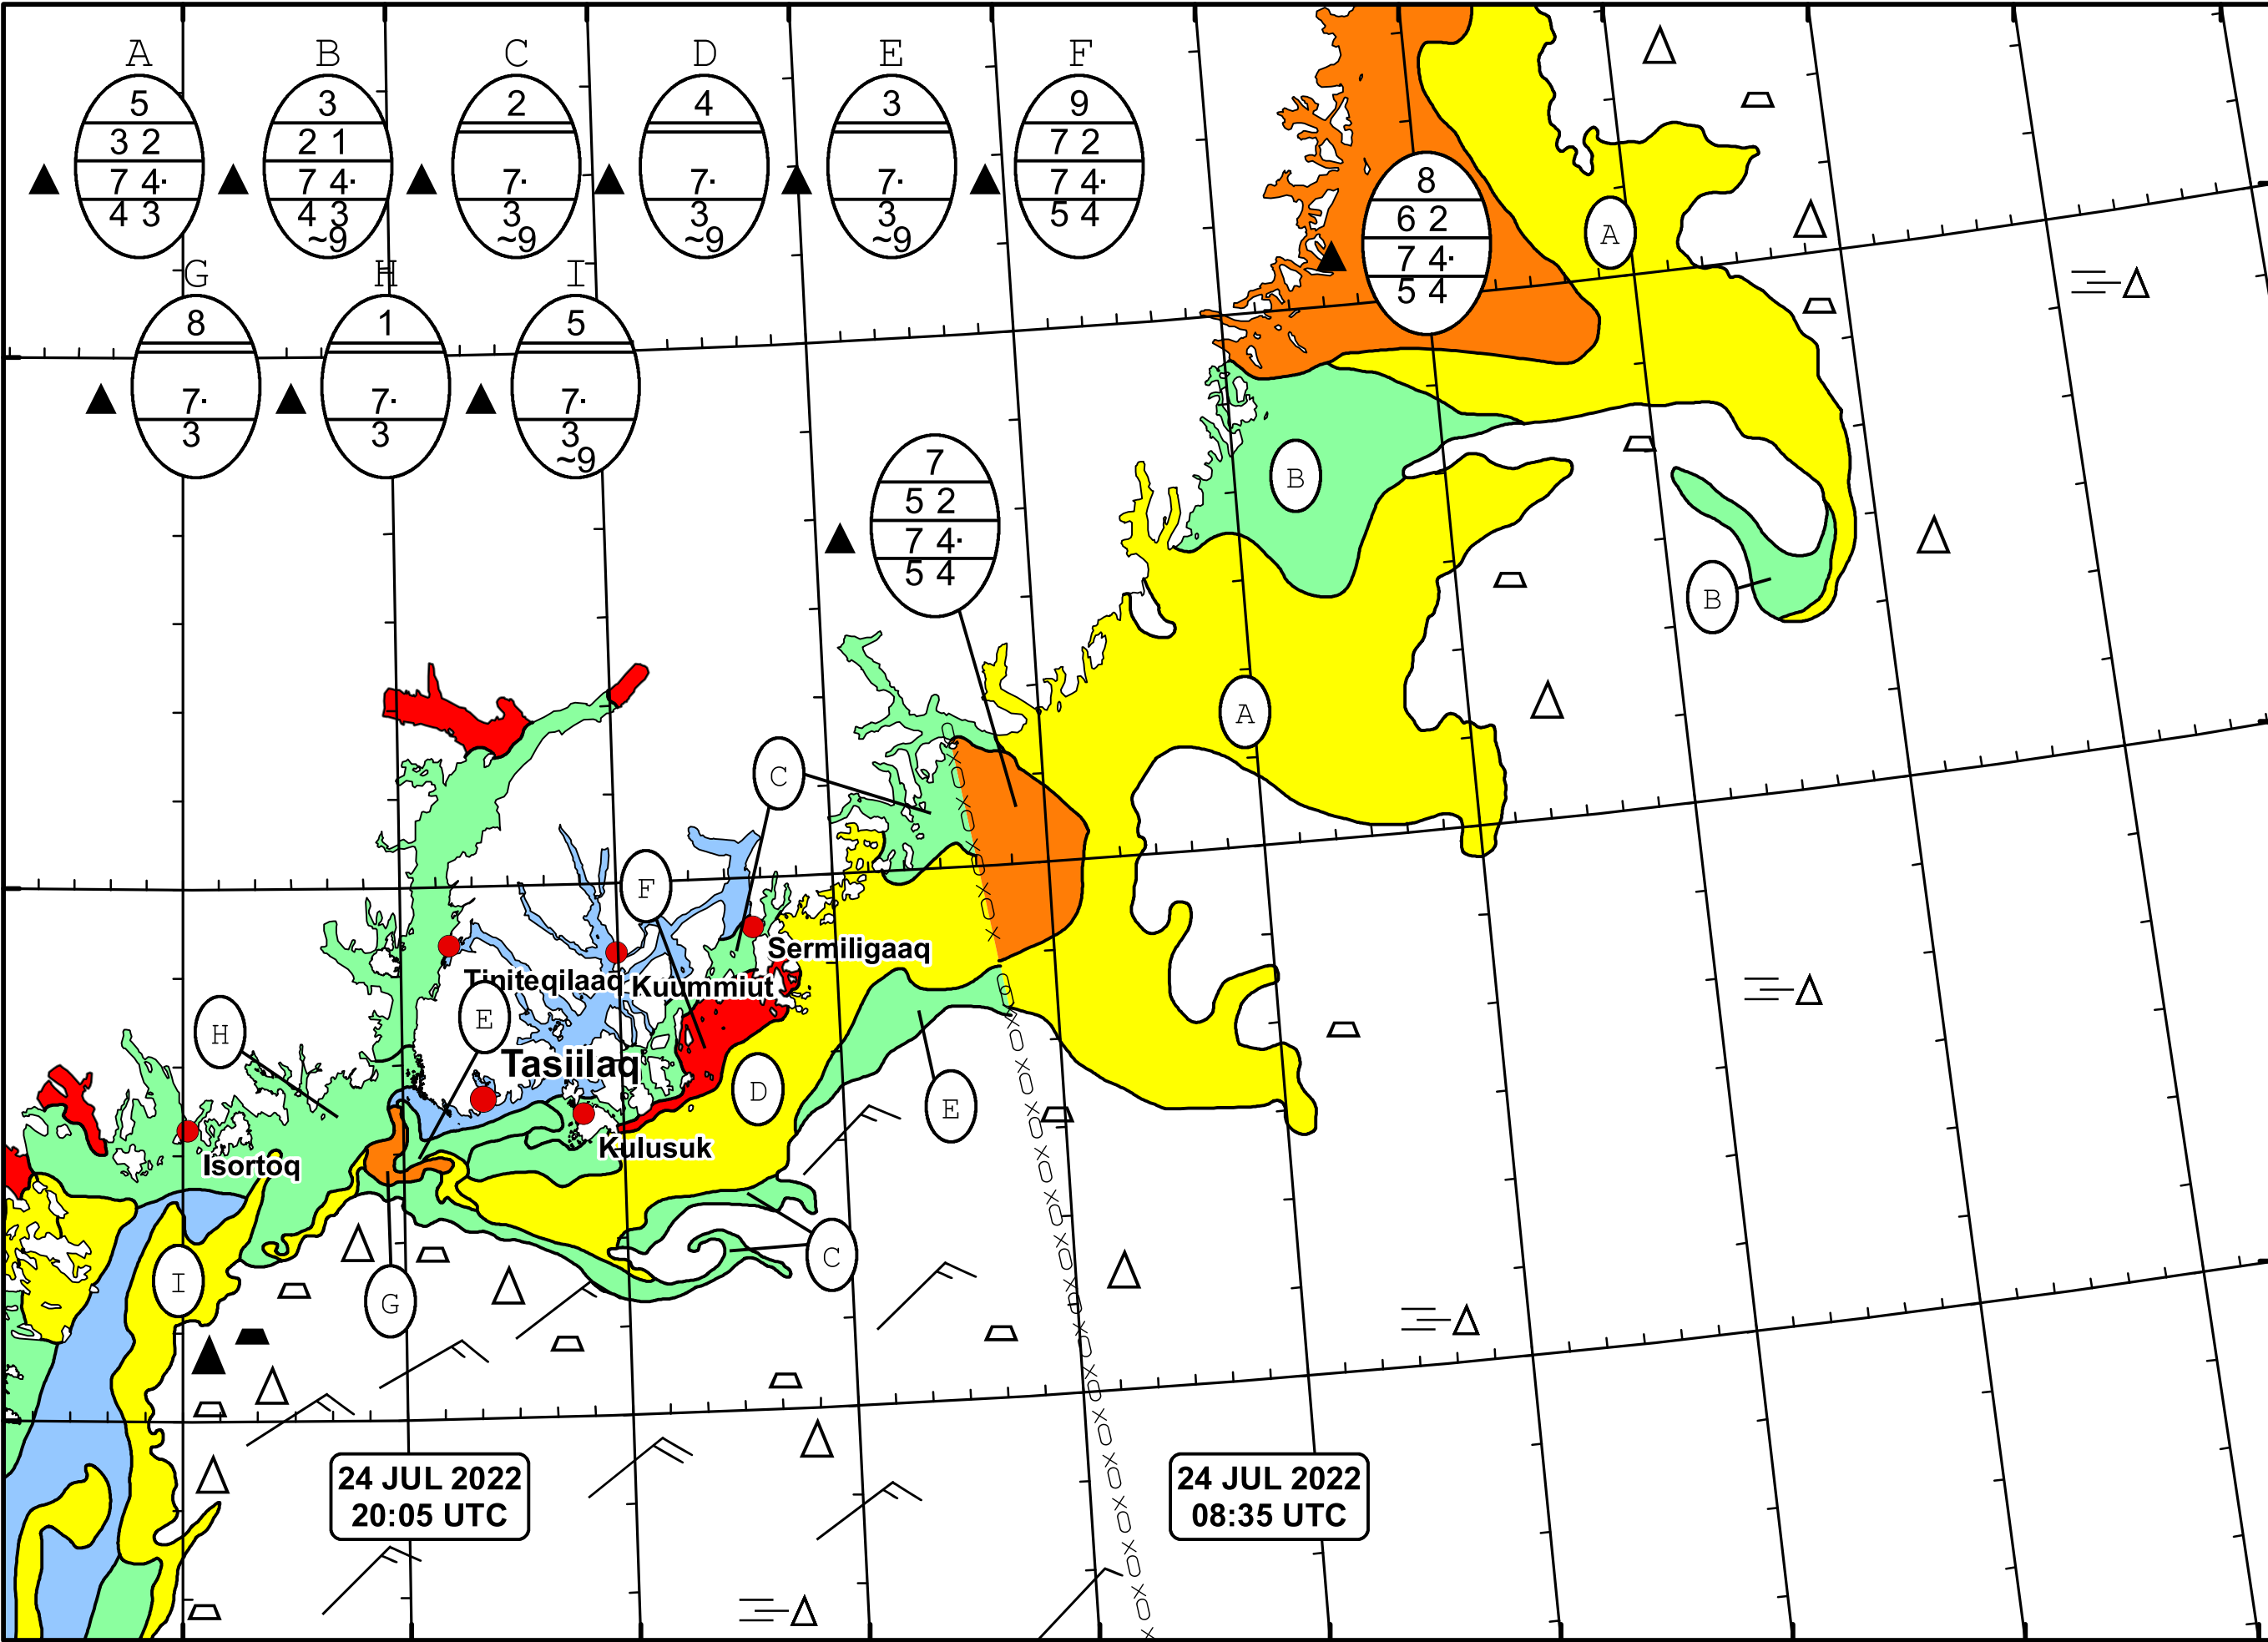 A B C D E F
5 3 2 4 3 9
3 2 2 1 7 2
7 4· 7 4· 7· 7· 7· 7 4·
4 3 4 3 3 3 3 5 4
~9 ~9 ~9 ~9
G H I
8 1 5
7· 7· 7·
3 3 3
~9
8
6 2
7 4·
5 4
A
B
7
5 2
7 4·
5 4
B
A
C
F
Sermiligaaq
Tiniteqilaaq Kuummiut
H
E
Tasiilaq
D
E
Kulusuk
Isortoq
C
I
G
24 JUL 2022
20:05 UTC
24 JUL 2022
08:35 UTC